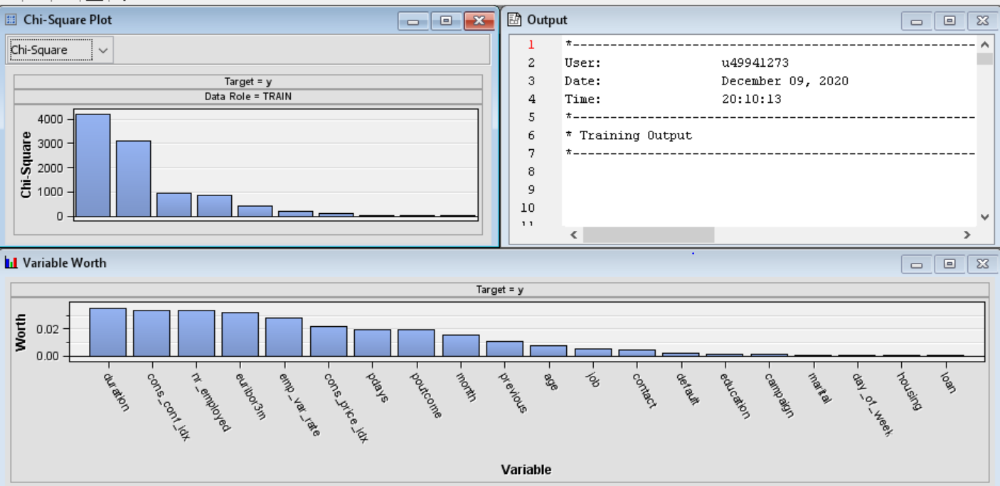 Chi-Square Plot
Chi-Square
Target = y
Data Role = TRAIN
Chi-Square
4000
3000
2000
1000
0
Output
1 *------------------------------------------------------------
2 User: u49941273
3 Date: December 09, 2020
4 Time: 20:10:13
5 *------------------------------------------------------------
6 * Training Output
7 *------------------------------------------------------------
8
9
10
11
Variable Worth
Target = y
Worth
0.02
0.00
duration
cons_conf_idx
nr_employed
euribor3m
emp_var_rate
cons_price_idx
pdays
poutcome
month
previous
age
job
contact
default
education
campaign
marital
day_of_week
housing
loan
Variable